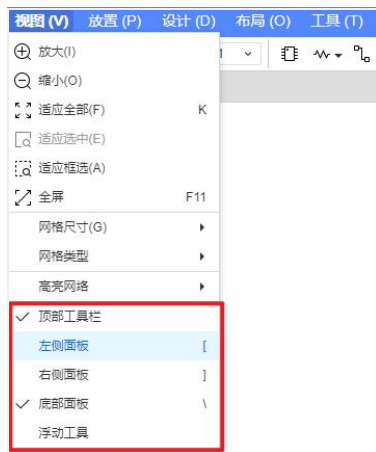 视图(V) 放置(P) 设计(D) 布局(O) 工具(T)
放大(I)
缩小(O)
适应全部(F) K
适应选中(E)
适应框选(A)
全屏 F11
网格尺寸(G)
网格类型
高亮网络
顶部工具栏
左侧面板 [
右侧面板 ]
底部面板 \
浮动工具